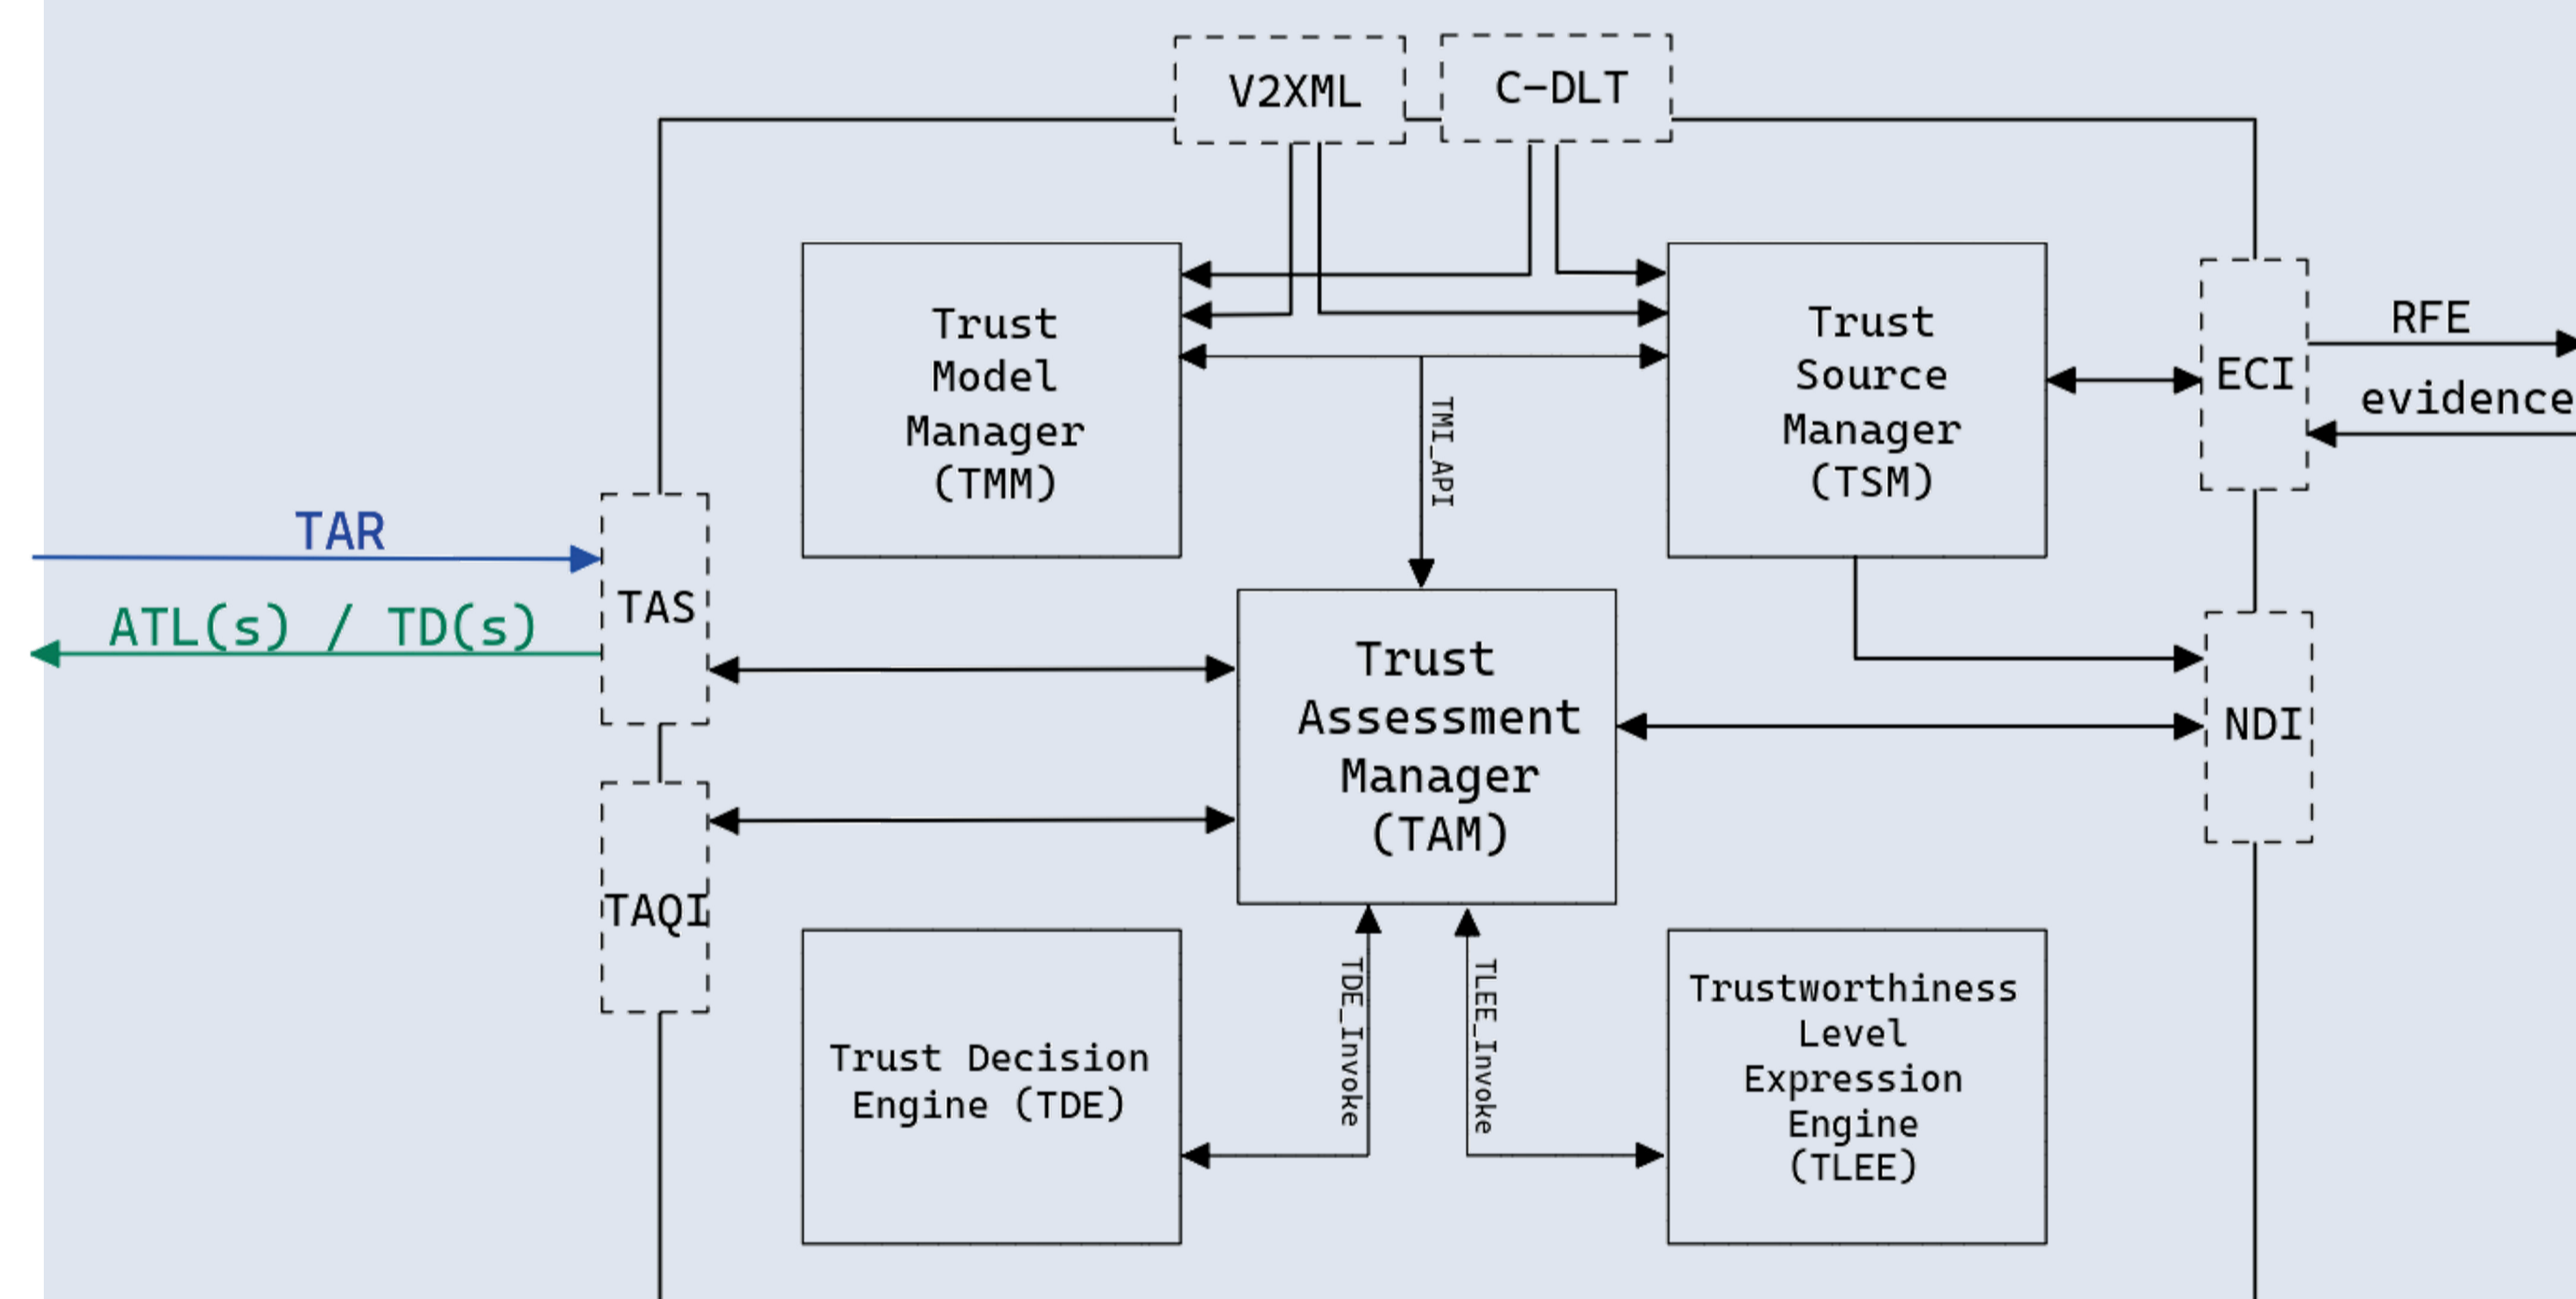 V2XML
C-DLT
Trust
Model
Manager
(TMM)
Trust
Source
Manager
(TSM)
ECI
RFE
evidence
TMI_API
TAR
ATL(s) / TD(s)
TAS
Trust
Assessment
Manager
(TAM)
NDI
TAQI
Trust Decision
Engine (TDE)
TDE_Invoke
TLEE_Invoke
Trustworthiness
Level
Expression
Engine
(TLEE)